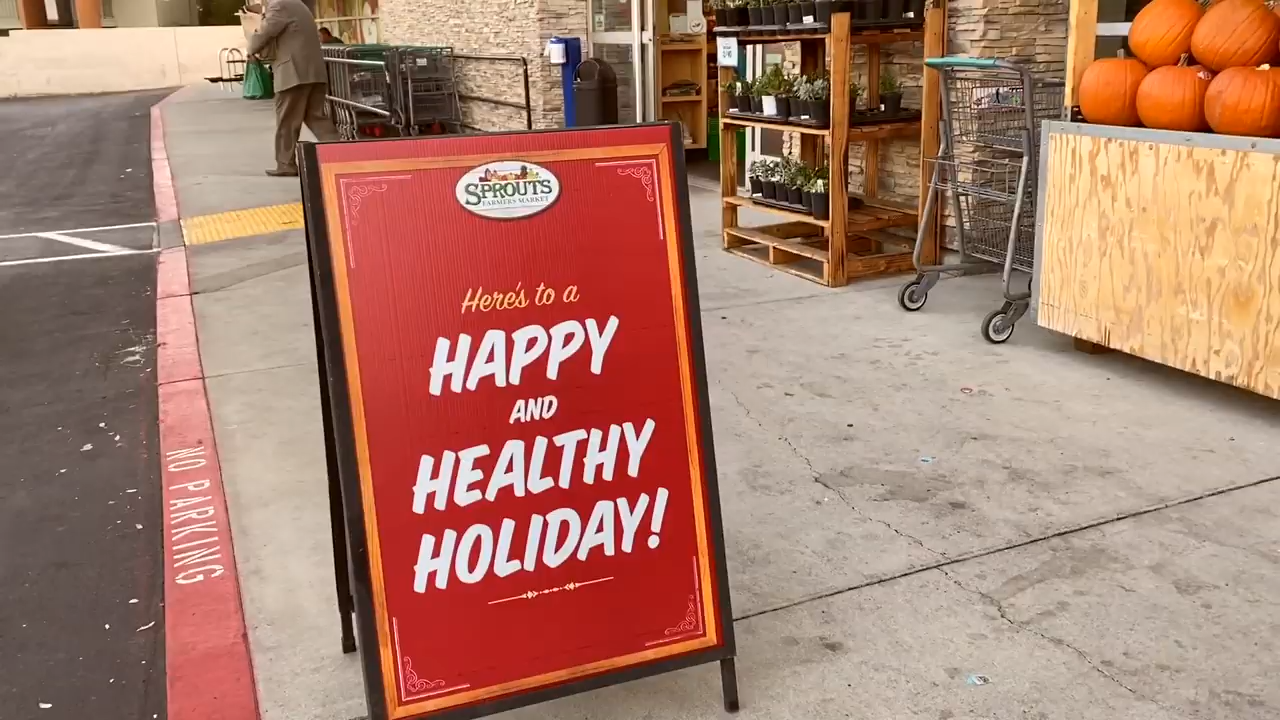 SPROUTS
FARMERS MARKET
Here's to a
HAPPY
AND
HEALTHY
HOLIDAY!
NO PARKING